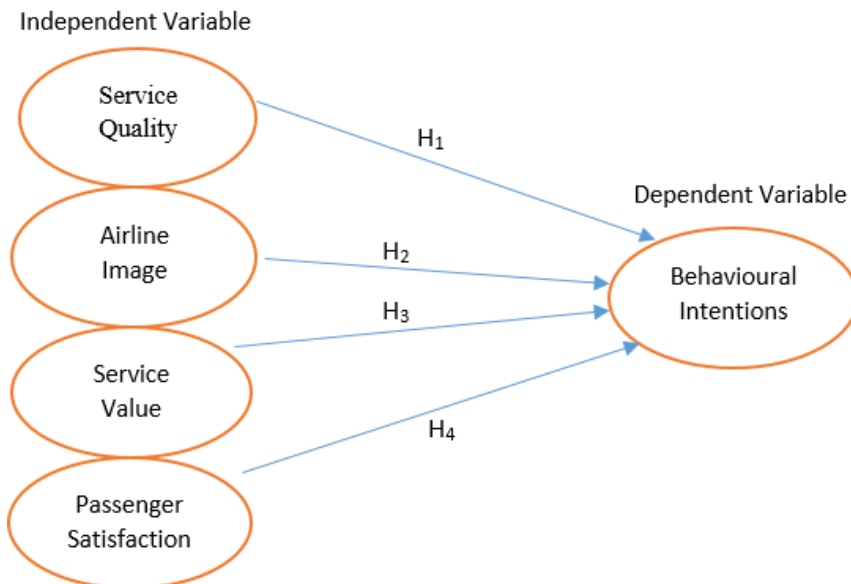 Independent Variable
Service
Quality
H₁
Dependent Variable
Airline
Image
H₂
Behavioural
Intentions
H₃
Service
Value
H₄
Passenger
Satisfaction